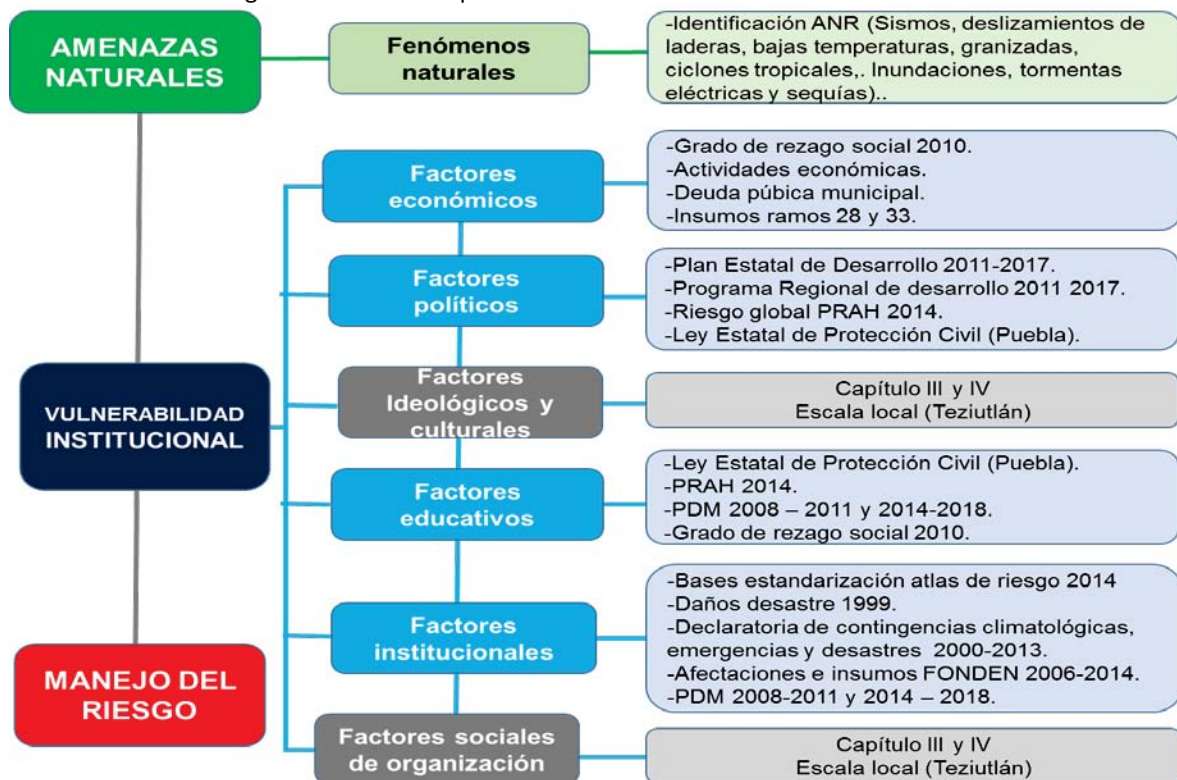 AMENAZAS
NATURALES
Fenómenos
naturales
-Identificación ANR (Sismos, deslizamientos de
laderas, bajas temperaturas, granizadas,
ciclones tropicales,. Inundaciones, tormentas
eléctricas y sequías)..
VULNERABILIDAD
INSTITUCIONAL
Factores
económicos
-Grado de rezago social 2010.
-Actividades económicas.
-Deuda púbica municipal.
-Insumos ramos 28 y 33.
Factores
políticos
-Plan Estatal de Desarrollo 2011-2017.
-Programa Regional de desarrollo 2011 2017.
-Riesgo global PRAH 2014.
-Ley Estatal de Protección Civil (Puebla).
Factores
Ideológicos y
culturales
Capítulo III y IV
Escala local (Teziutlán)
Factores
educativos
-Ley Estatal de Protección Civil (Puebla).
-PRAH 2014.
-PDM 2008 – 2011 y 2014-2018.
-Grado de rezago social 2010.
Factores
institucionales
-Bases estandarización atlas de riesgo 2014
-Daños desastre 1999.
-Declaratoria de contingencias climatológicas,
emergencias y desastres 2000-2013.
-Afectaciones e insumos FONDEN 2006-2014.
-PDM 2008-2011 y 2014 – 2018.
Factores sociales
de organización
Capítulo III y IV
Escala local (Teziutlán)
MANEJO DEL
RIESGO